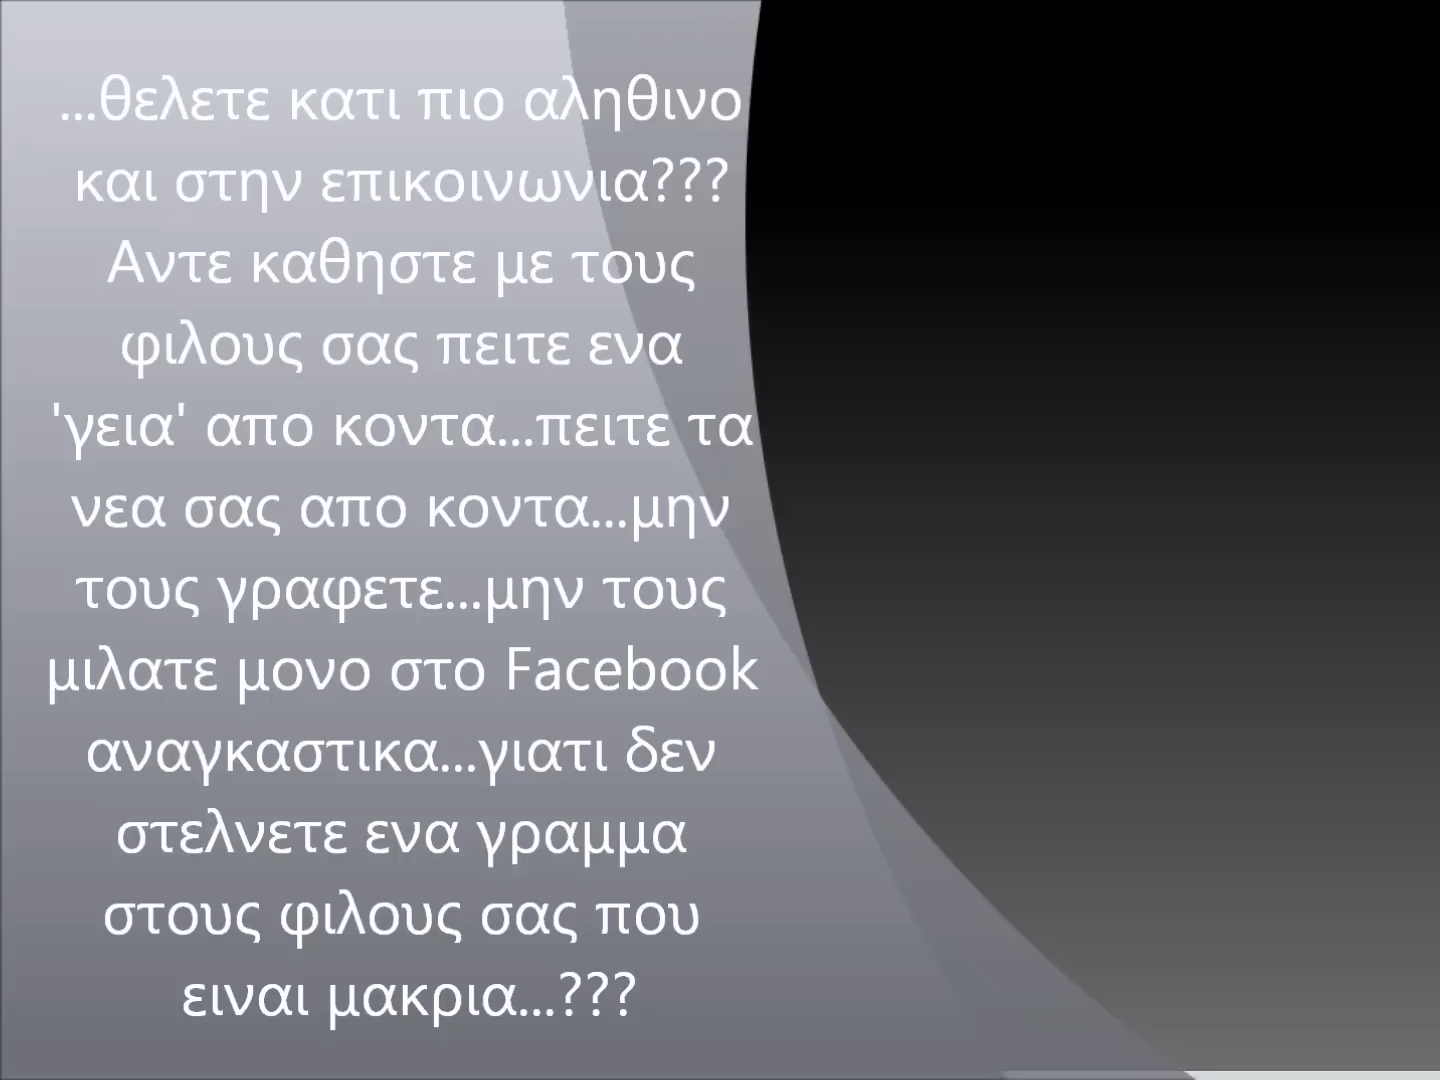 ...θελετε κατι πιο αληθινο
και στην επικοινωνια???
Αντε καθηστε με τους
φιλους σας πειτε ενα
'γεια' απο κοντα...πειτε τα
νεα σας απο κοντα...μην
τους γραφετε...μην τους
μιλατε μονο στο Facebook
αναγκαστικα...γιατι δεν
στελνετε ενα γραμμα
στους φιλους σας που
ειναι μακρια...???